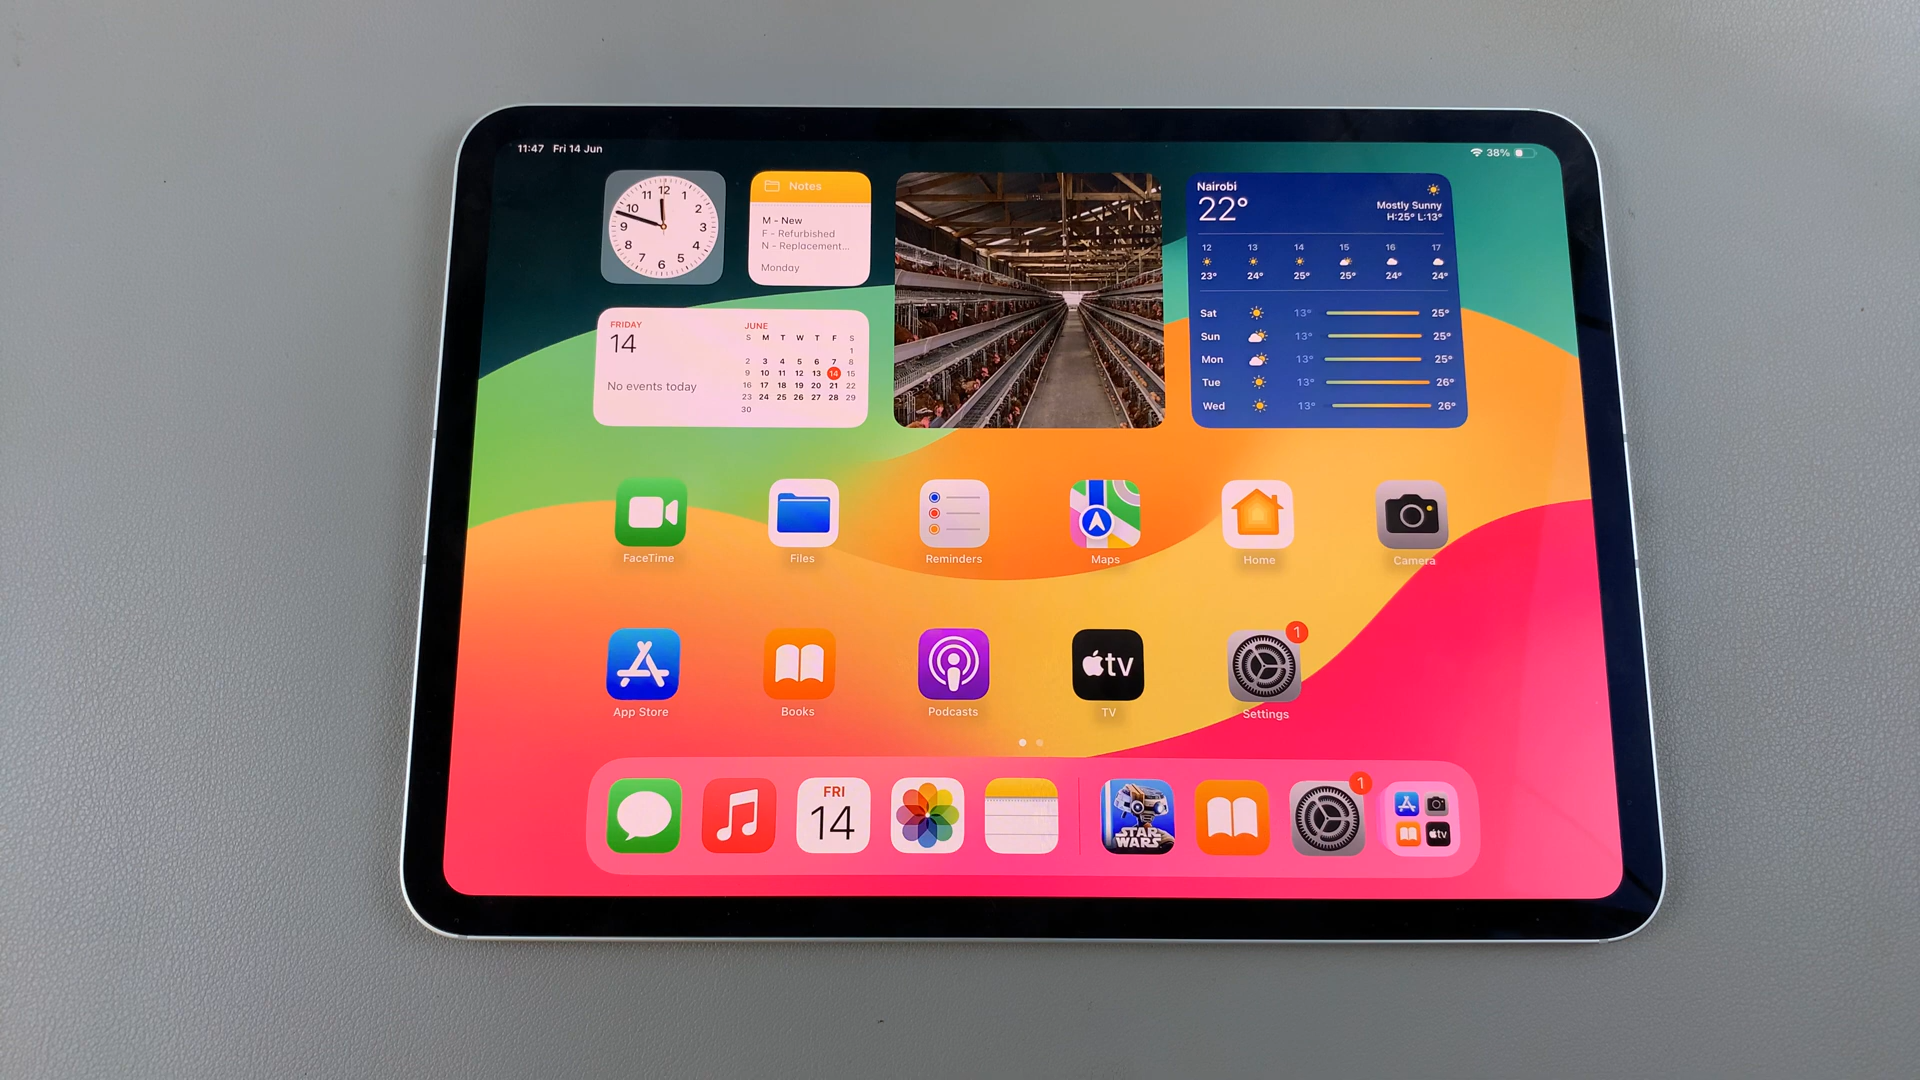 11:47 Fri 14 Jun
38%
12
1
2
3
4
5
6
7
8
9
10
11
Notes
M - New
F - Refurbished
N - Replacement...
Monday
FRIDAY
14
No events today
JUNE
S M T W T F S
1
2 3 4 5 6 7 8
9 10 11 12 13 14 15
16 17 18 19 20 21 22
23 24 25 26 27 28 29
30
Nairobi
22°
Mostly Sunny
H:25° L:13°
12 13 14 15 16 17
23° 24° 25° 25° 24° 24°
Sat 13° 25°
Sun 13° 25°
Mon 13° 25°
Tue 13° 26°
Wed 13° 26°
FaceTime
Files
Reminders
Maps
Home
Camera
tv
1
App Store
Books
Podcasts
TV
Settings
FRI
14
STAR
WARS
1
tv